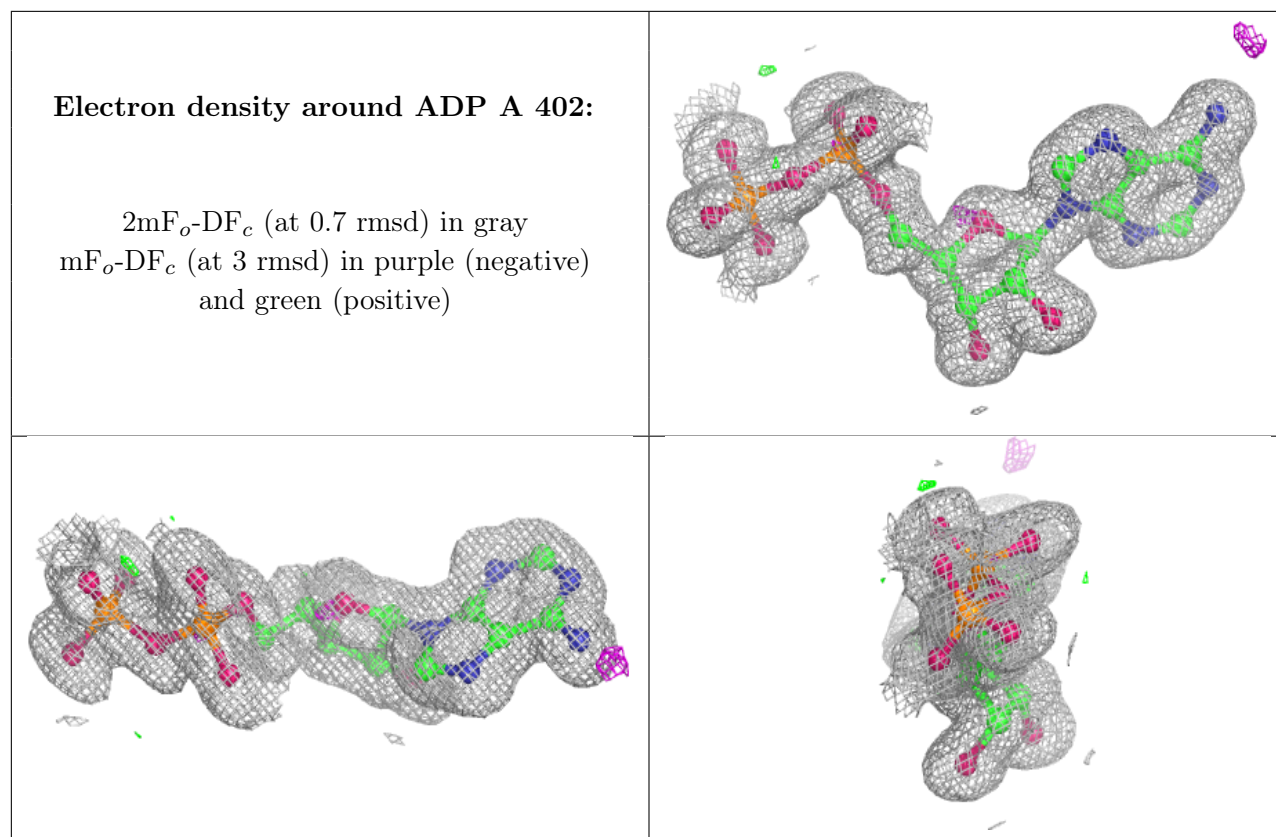 Electron density around ADP A 402:
2mFₒ-DF𝒸 (at 0.7 rmsd) in gray
mFₒ-DF𝒸 (at 3 rmsd) in purple (negative)
and green (positive)